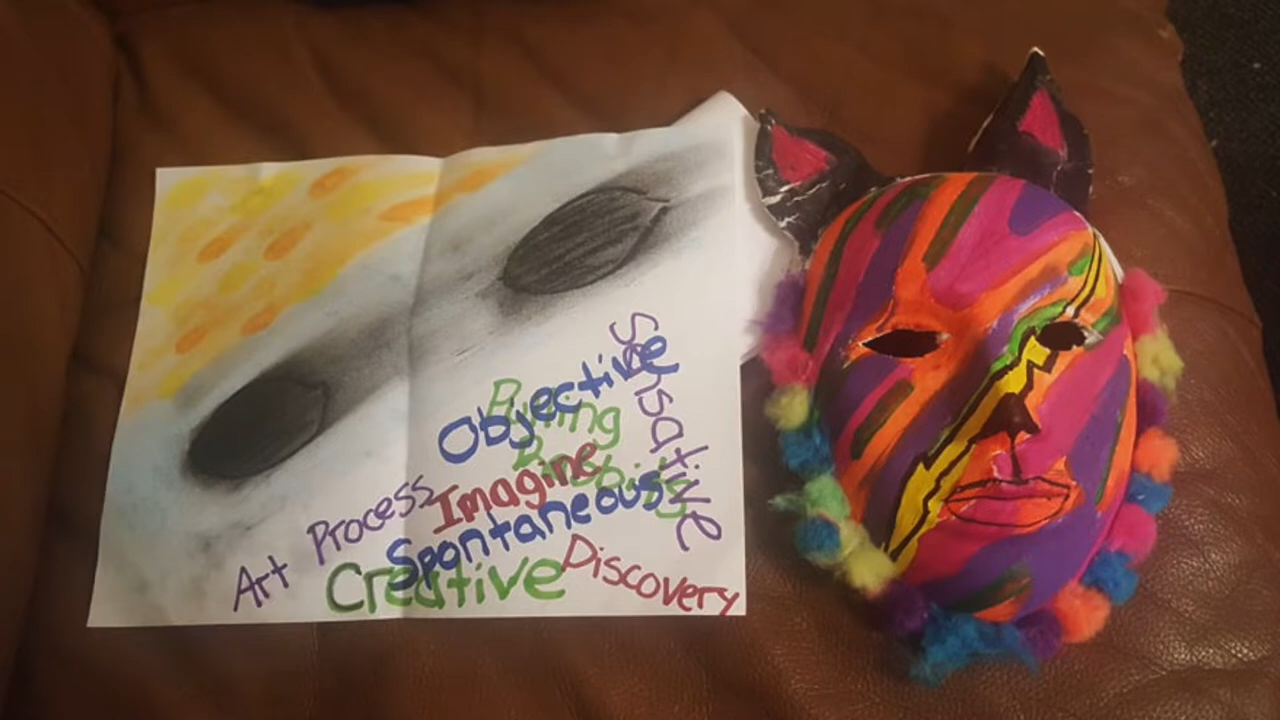 Sensative
Objective
Imagine
Art Process
Spontaneous
Creative
Discovery